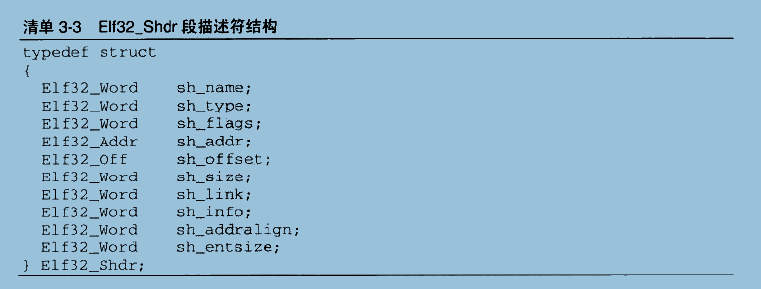 清单 3-3 Elf32_Shdr 段描述符结构
typedef struct
{
Elf32_Word sh_name;
Elf32_Word sh_type;
Elf32_Word sh_flags;
Elf32_Addr sh_addr;
Elf32_Off sh_offset;
Elf32_Word sh_size;
Elf32_Word sh_link;
Elf32_Word sh_info;
Elf32_Word sh_addralign;
Elf32_Word sh_entsize;
} Elf32_Shdr;